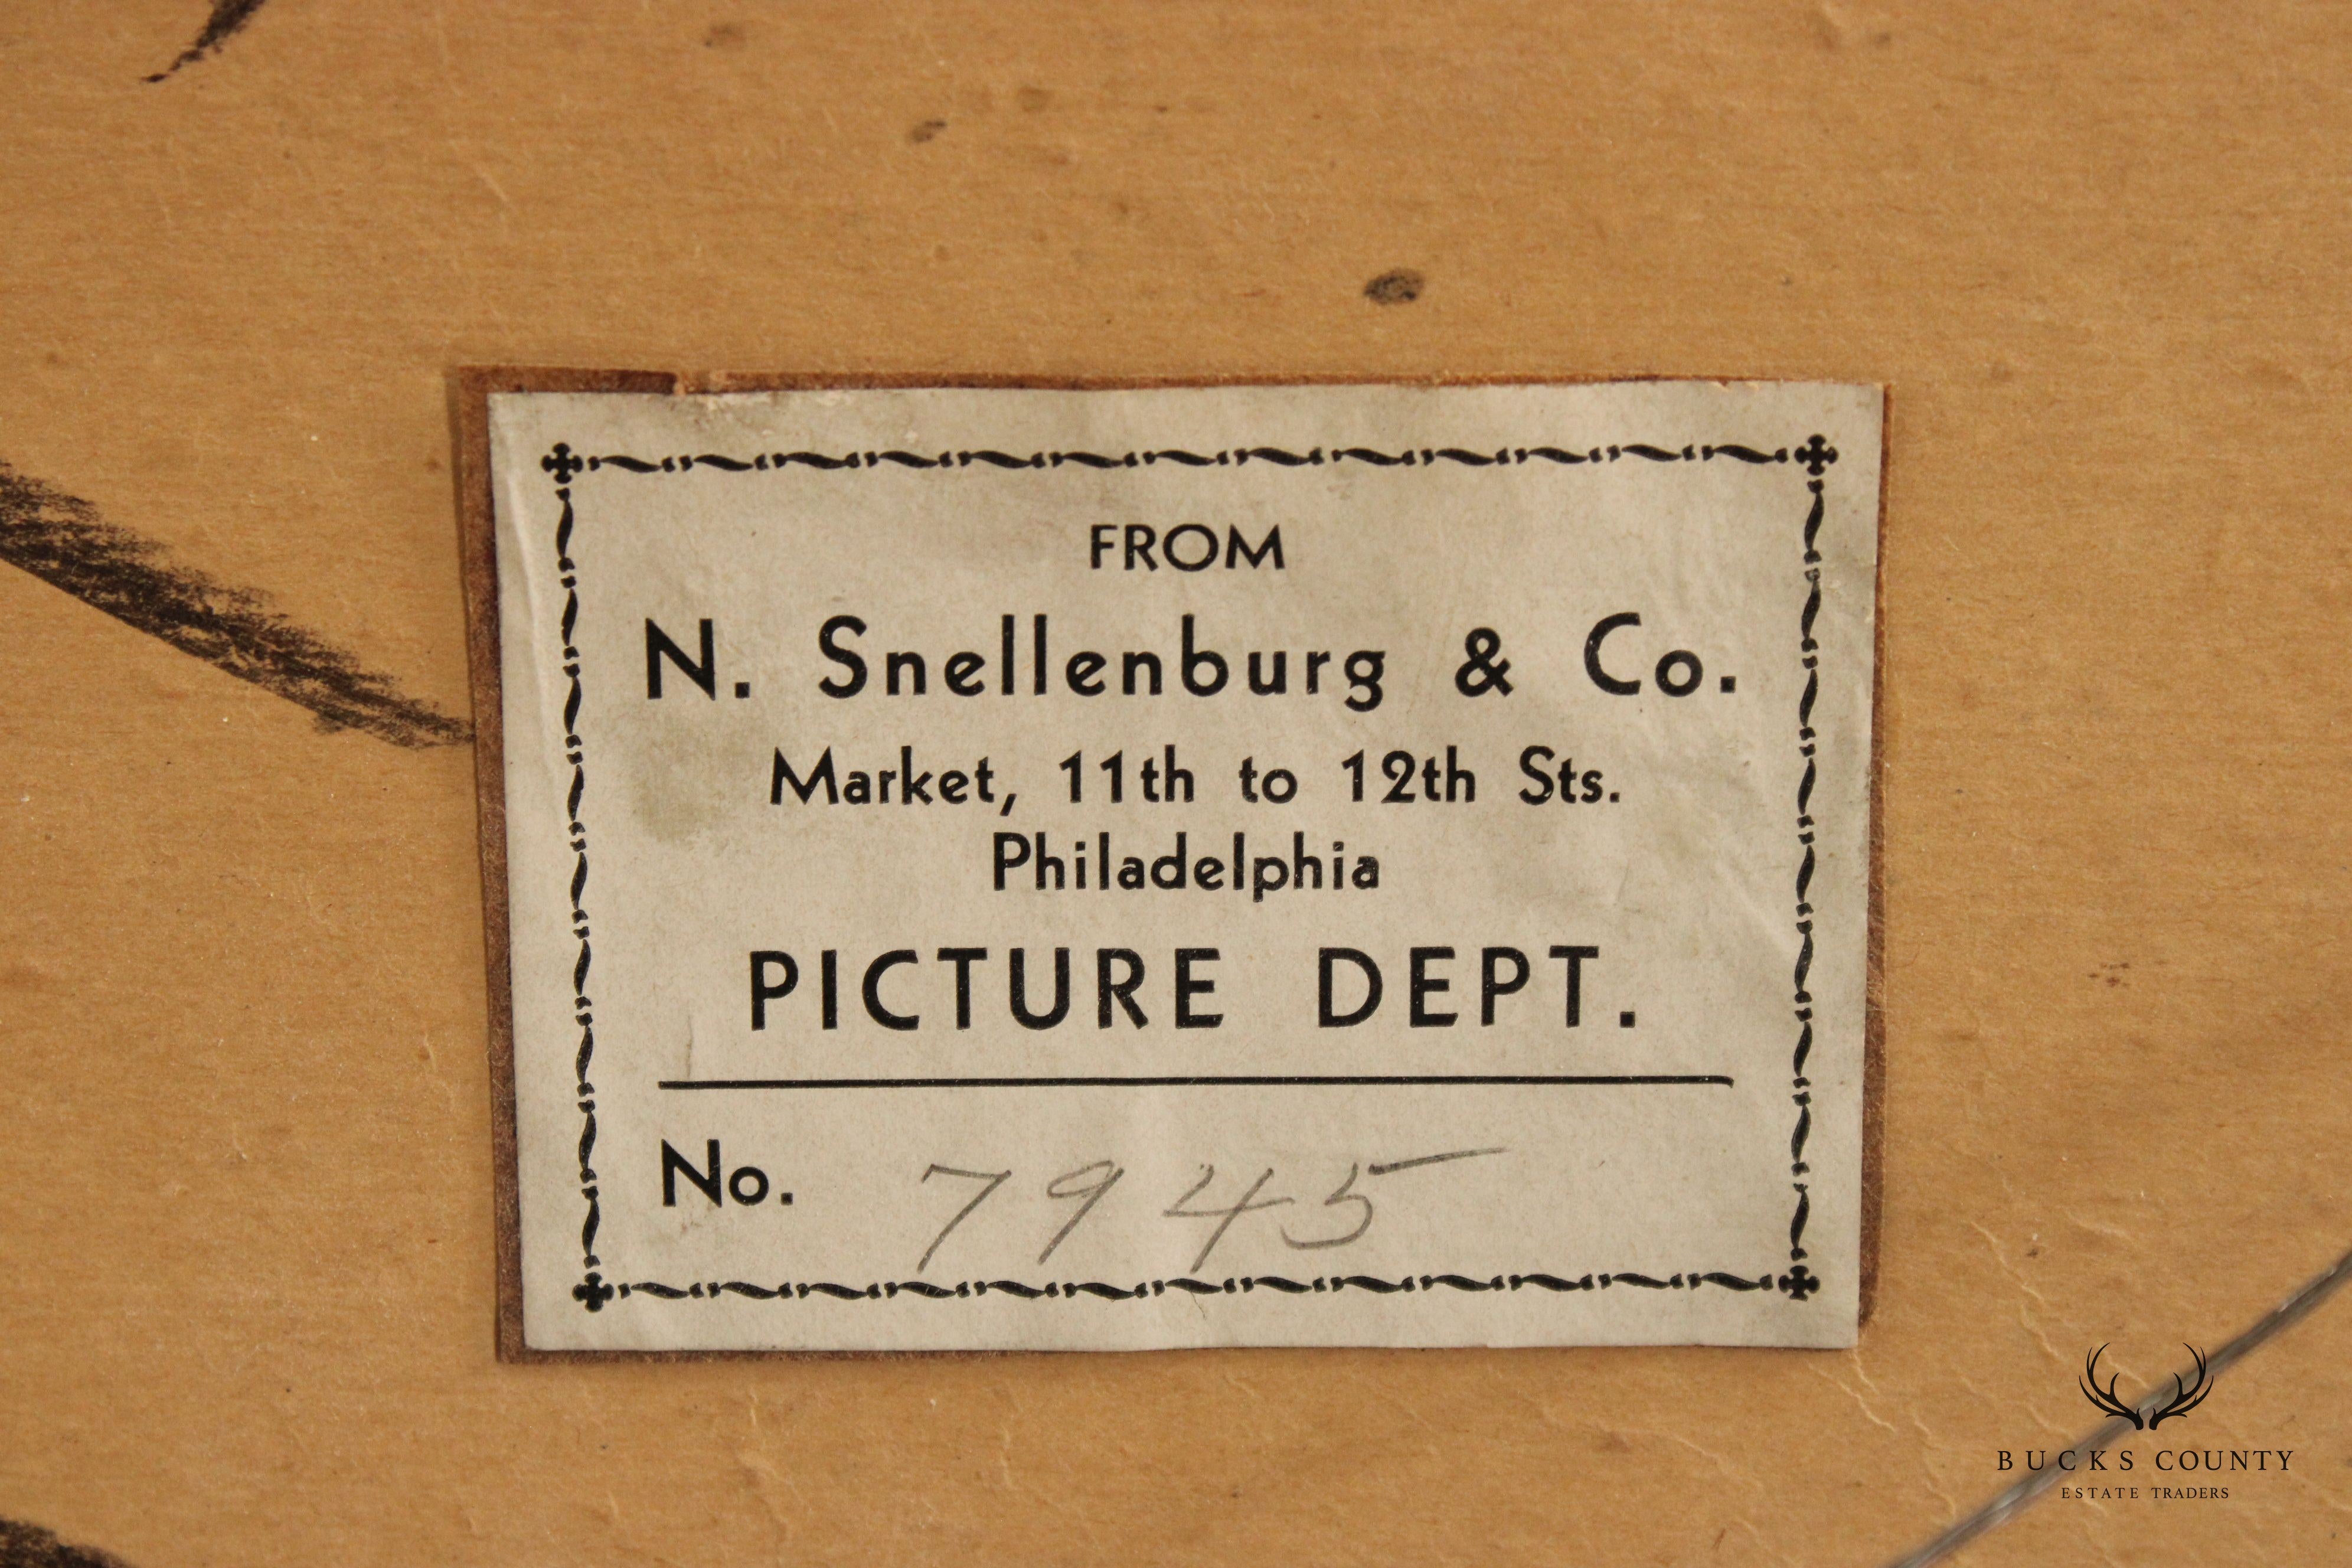 FROM
N. Snellenburg & Co.
Market, 11th to 12th Sts.
Philadelphia
PICTURE DEPT.
No. 7945
BUCKS COUNTY
ESTATE TRADERS